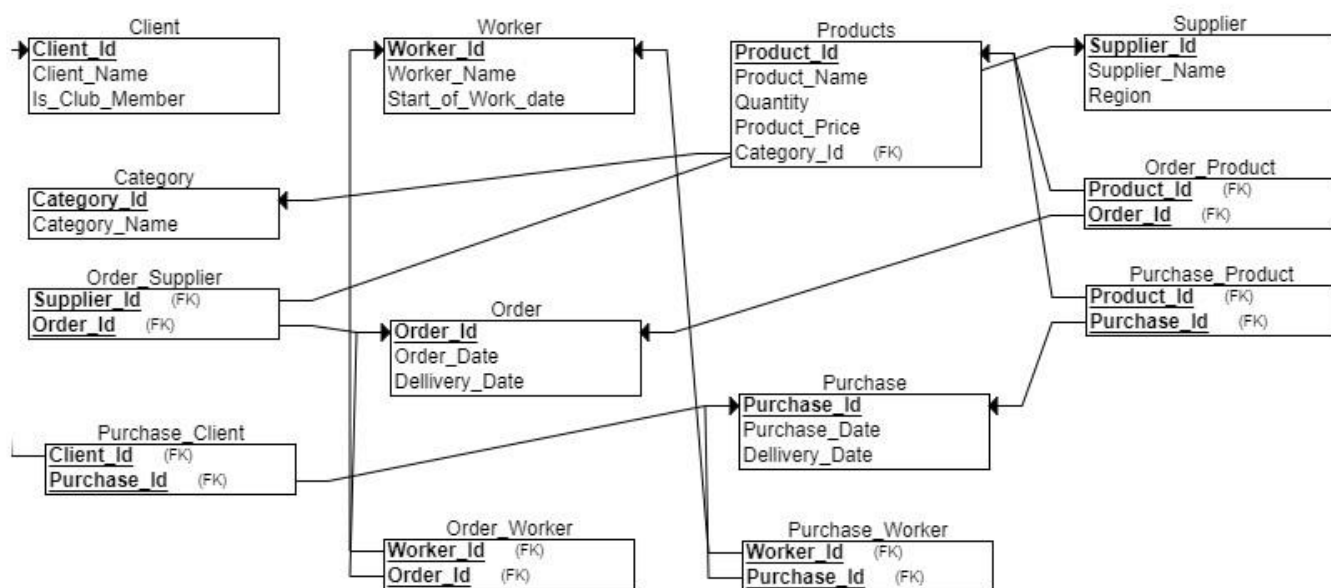 Client
Client_Id
Client_Name
Is_Club_Member
Worker
Worker_Id
Worker_Name
Start_of_Work_date
Products
Product_Id
Product_Name
Quantity
Product_Price
Category_Id (FK)
Supplier
Supplier_Id
Supplier_Name
Region
Category
Category_Id
Category_Name
Order_Product
Product_Id (FK)
Order_Id (FK)
Order_Supplier
Supplier_Id (FK)
Order_Id (FK)
Order
Order_Id
Order_Date
Dellivery_Date
Purchase_Product
Product_Id (FK)
Purchase_Id (FK)
Purchase_Client
Client_Id (FK)
Purchase_Id (FK)
Purchase
Purchase_Id
Purchase_Date
Dellivery_Date
Order_Worker
Worker_Id (FK)
Order_Id (FK)
Purchase_Worker
Worker_Id (FK)
Purchase_Id (FK)